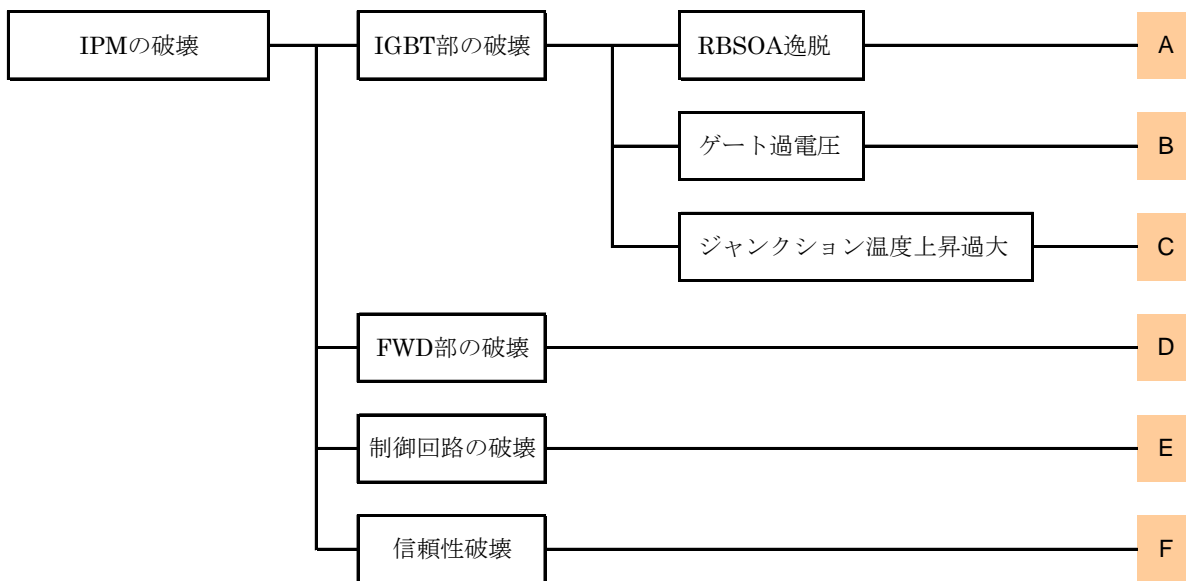 IPMの破壊
IGBT部の破壊
RBSOA逸脱
A
ゲート過電圧
B
ジャンクション温度上昇過大
C
FWD部の破壊
D
制御回路の破壊
E
信頼性破壊
F